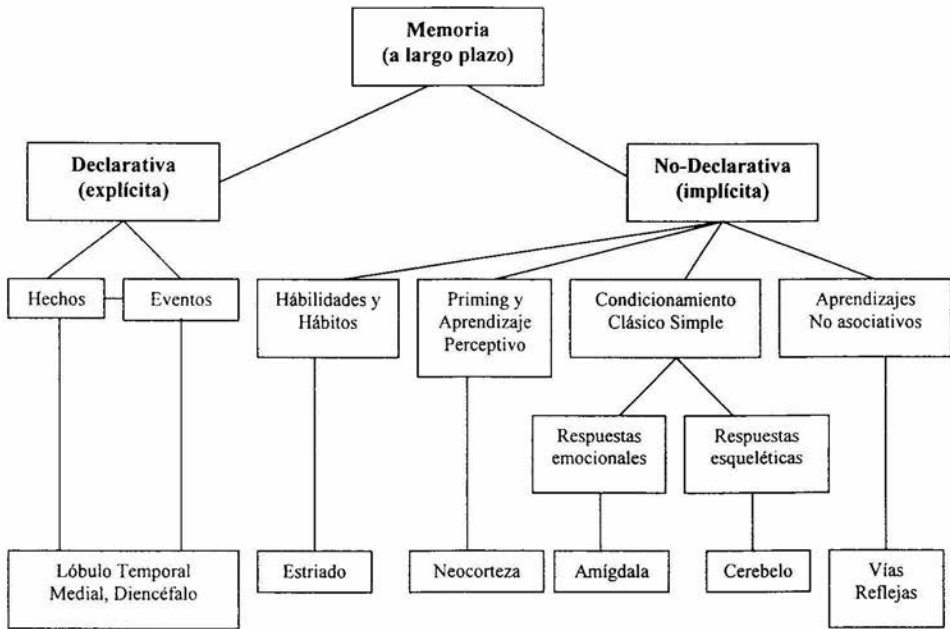 Memoria
(a largo plazo)
Declarativa
(explícita)
No-Declarativa
(implícita)
Hechos
Eventos
Hábilidades y
Hábitos
Priming y
Aprendizaje
Perceptivo
Condicionamiento
Clásico Simple
Aprendizajes
No asociativos
Respuestas
emocionales
Respuestas
esqueléticas
Lóbulo Temporal
Medial, Diencéfalo
Estriado
Neocorteza
Amígdala
Cerebelo
Vías
Reflejas